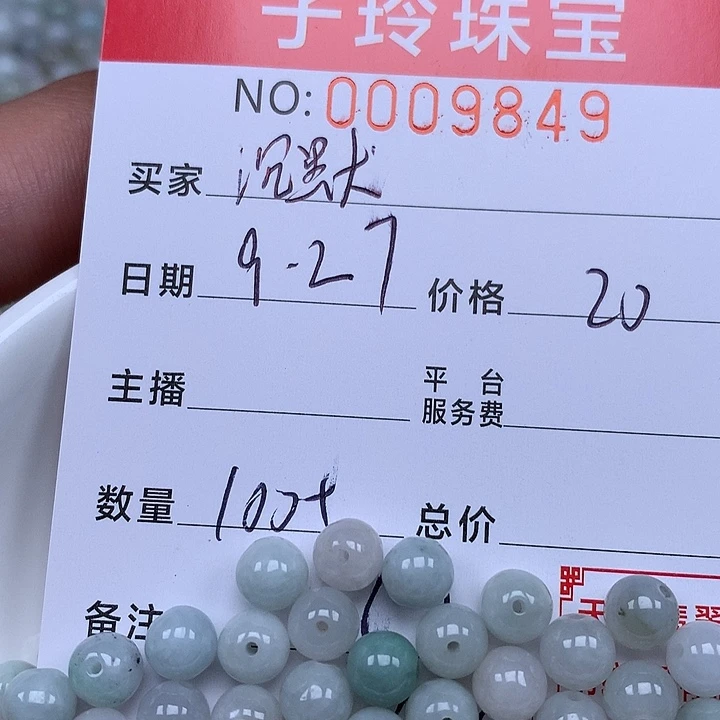 子玲珠宝
NO: 0009849
买家 沉默
日期 9-27 价格 20
主播 平台服务费
数量 100+ 总价
备注